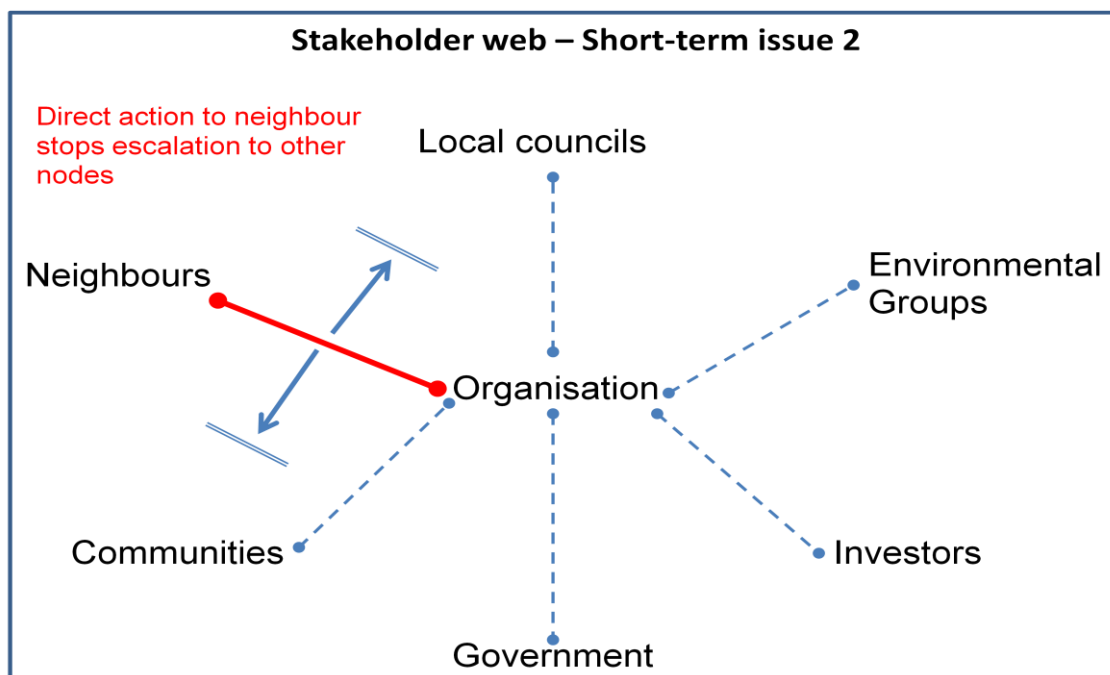 Stakeholder web – Short-term issue 2
Direct action to neighbour
stops escalation to other
nodes
Local councils
Neighbours
Environmental
Groups
Organisation
Communities
Investors
Government